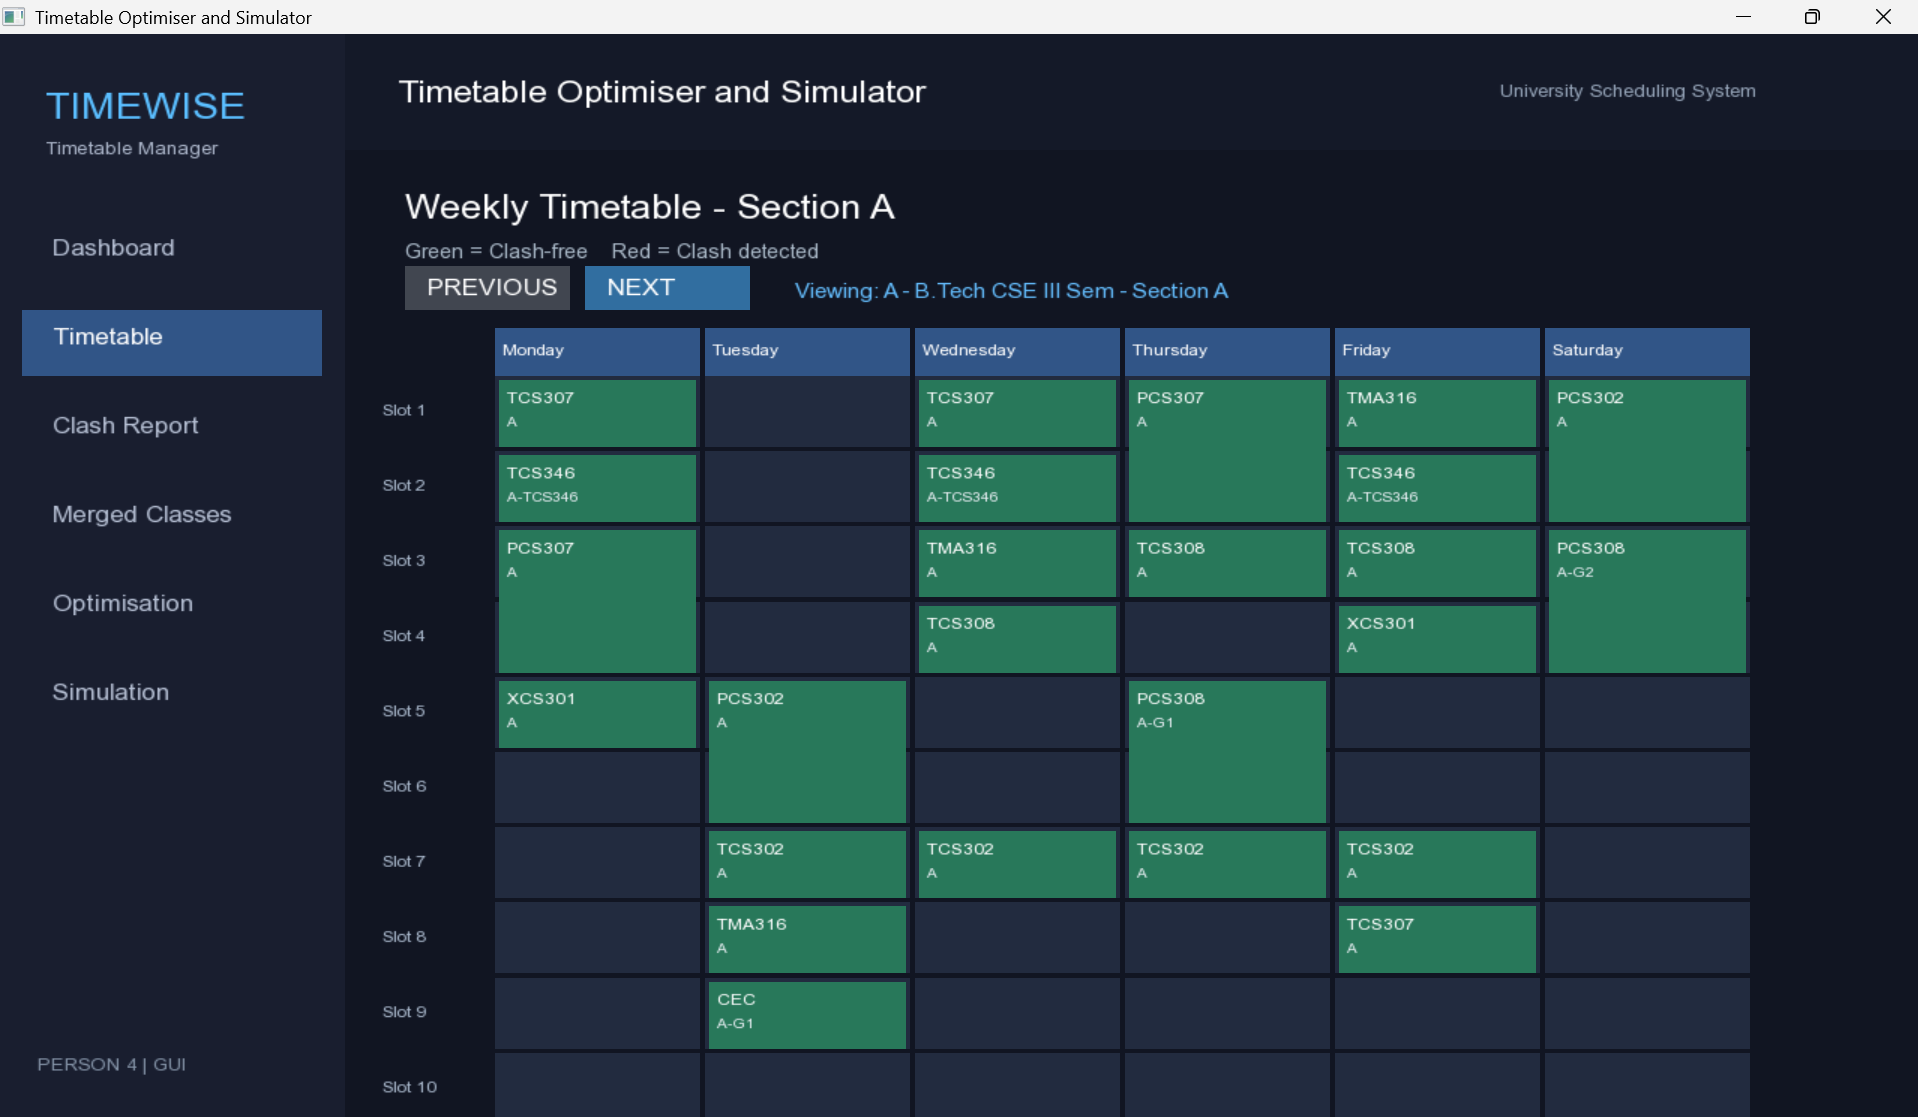 Timetable Optimiser and Simulator
TIMEWISE
Timetable Manager
Dashboard
Timetable
Clash Report
Merged Classes
Optimisation
Simulation
PERSON 4 | GUI
Timetable Optimiser and Simulator
University Scheduling System
Weekly Timetable - Section A
Green = Clash-free Red = Clash detected
PREVIOUS NEXT Viewing: A - B.Tech CSE III Sem - Section A
Monday Tuesday Wednesday Thursday Friday Saturday
Slot 1
TCS307 TCS307 PCS307 TMA316 PCS302
A A A A A
Slot 2
TCS346 TCS346 TCS346
A-TCS346 A-TCS346 A-TCS346
Slot 3
PCS307 TMA316 TCS308 TCS308 PCS308
A A A A A-G2
Slot 4
TCS308 XCS301
A A
Slot 5
XCS301 PCS302 PCS308
A A A-G1
Slot 6
Slot 7
TCS302 TCS302 TCS302 TCS302
A A A A
Slot 8
TMA316 TCS307
A A
Slot 9
CEC
A-G1
Slot 10